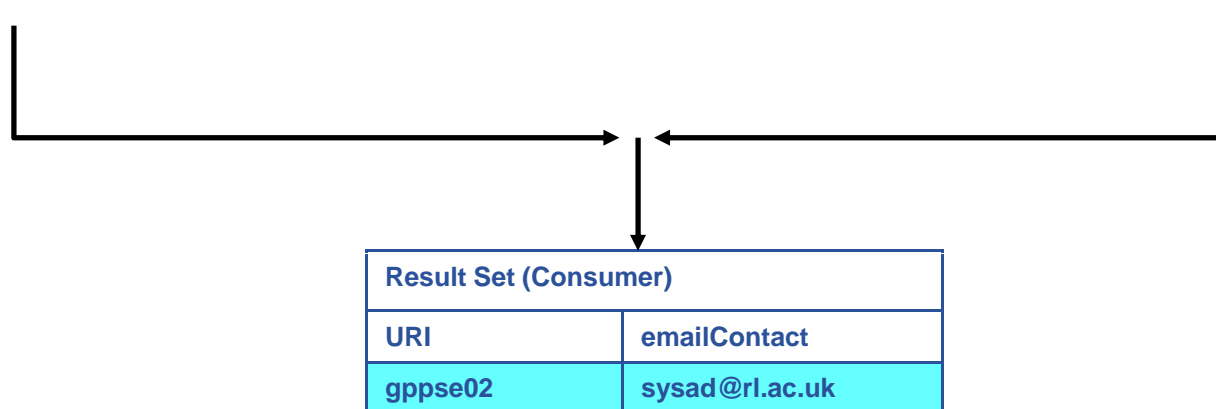 Result Set (Consumer)
URI emailContact
gppse02 sysad@rl.ac.uk